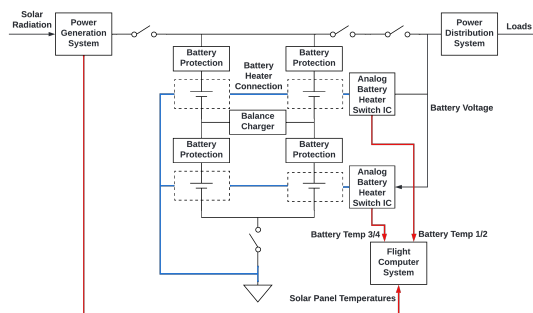 Solar
Radiation
Power
Generation
System
Power
Distribution
System
Loads
Battery
Protection
Battery
Protection
Battery
Heater
Connection
Analog
Battery
Heater
Switch IC
Battery Voltage
Balance
Charger
Battery
Protection
Battery
Protection
Analog
Battery
Heater
Switch IC
Battery Temp 3/4
Battery Temp 1/2
Flight
Computer
System
Solar Panel Temperatures